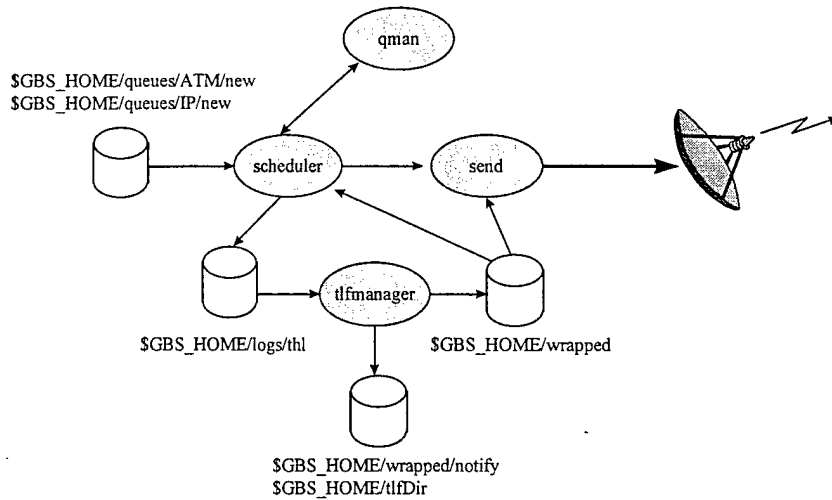 qman
$GBS_HOME/queues/ATM/new
$GBS_HOME/queues/IP/new
scheduler
send
tlfmanager
$GBS_HOME/logs/thl
$GBS_HOME/wrapped
$GBS_HOME/wrapped/notify
$GBS_HOME/tlfDir